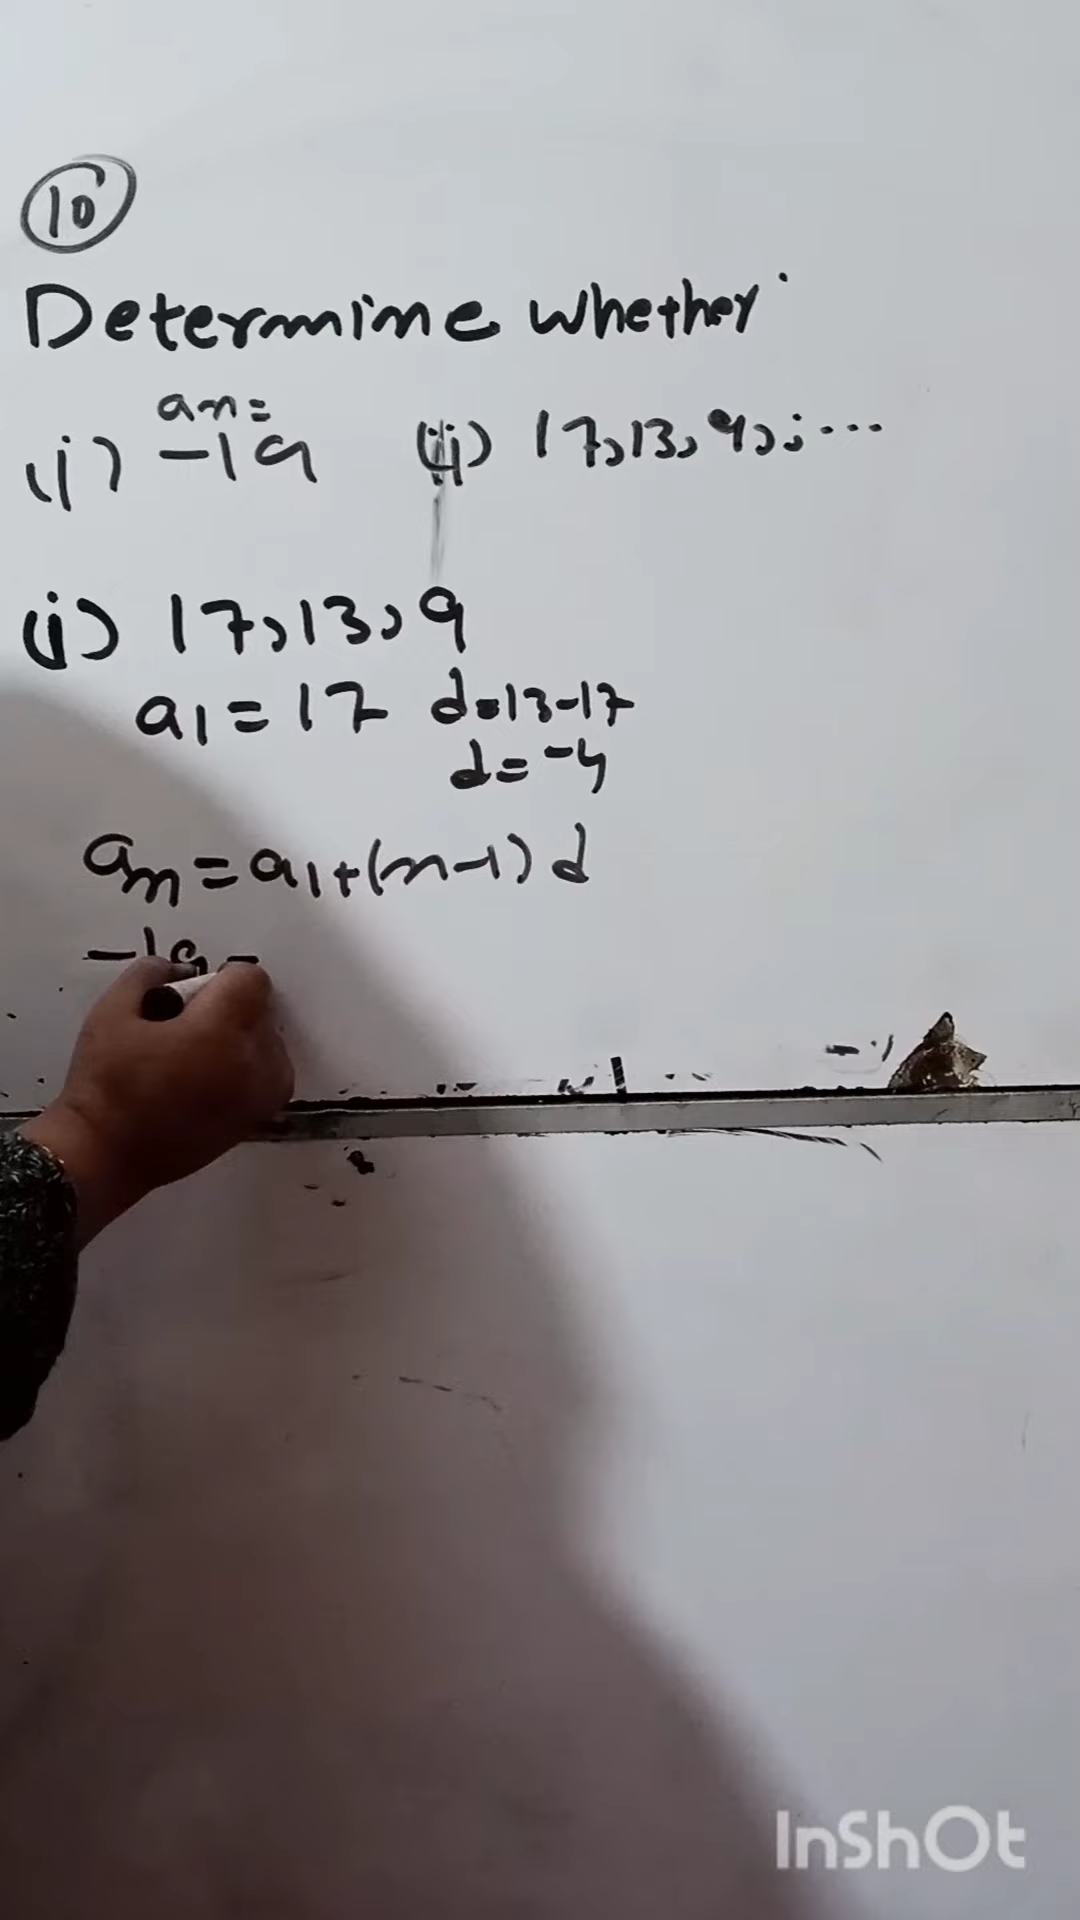 10
Determine whether
an=
(i) -19 (ii) 17,13,9,,...
(i) 17,13,9
a1=17 d=13-17
d=-4
an=a1+(n-1)d
-19=
InShOt